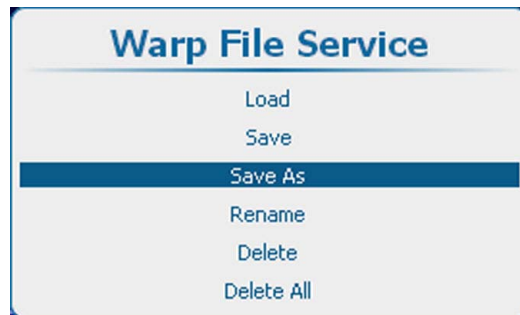 Warp File Service
Load
Save
Save As
Rename
Delete
Delete All